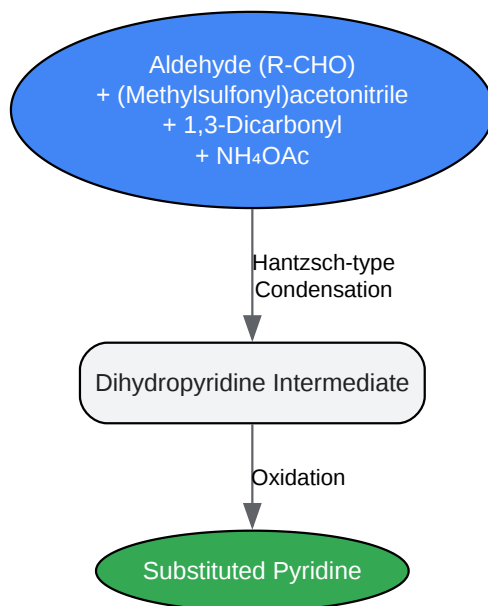 Aldehyde (R-CHO)
+ (Methylsulfonyl)acetonitrile
+ 1,3-Dicarbonyl
+ NH₄OAc
Hantzsch-type
Condensation
Dihydropyridine Intermediate
Oxidation
Substituted Pyridine